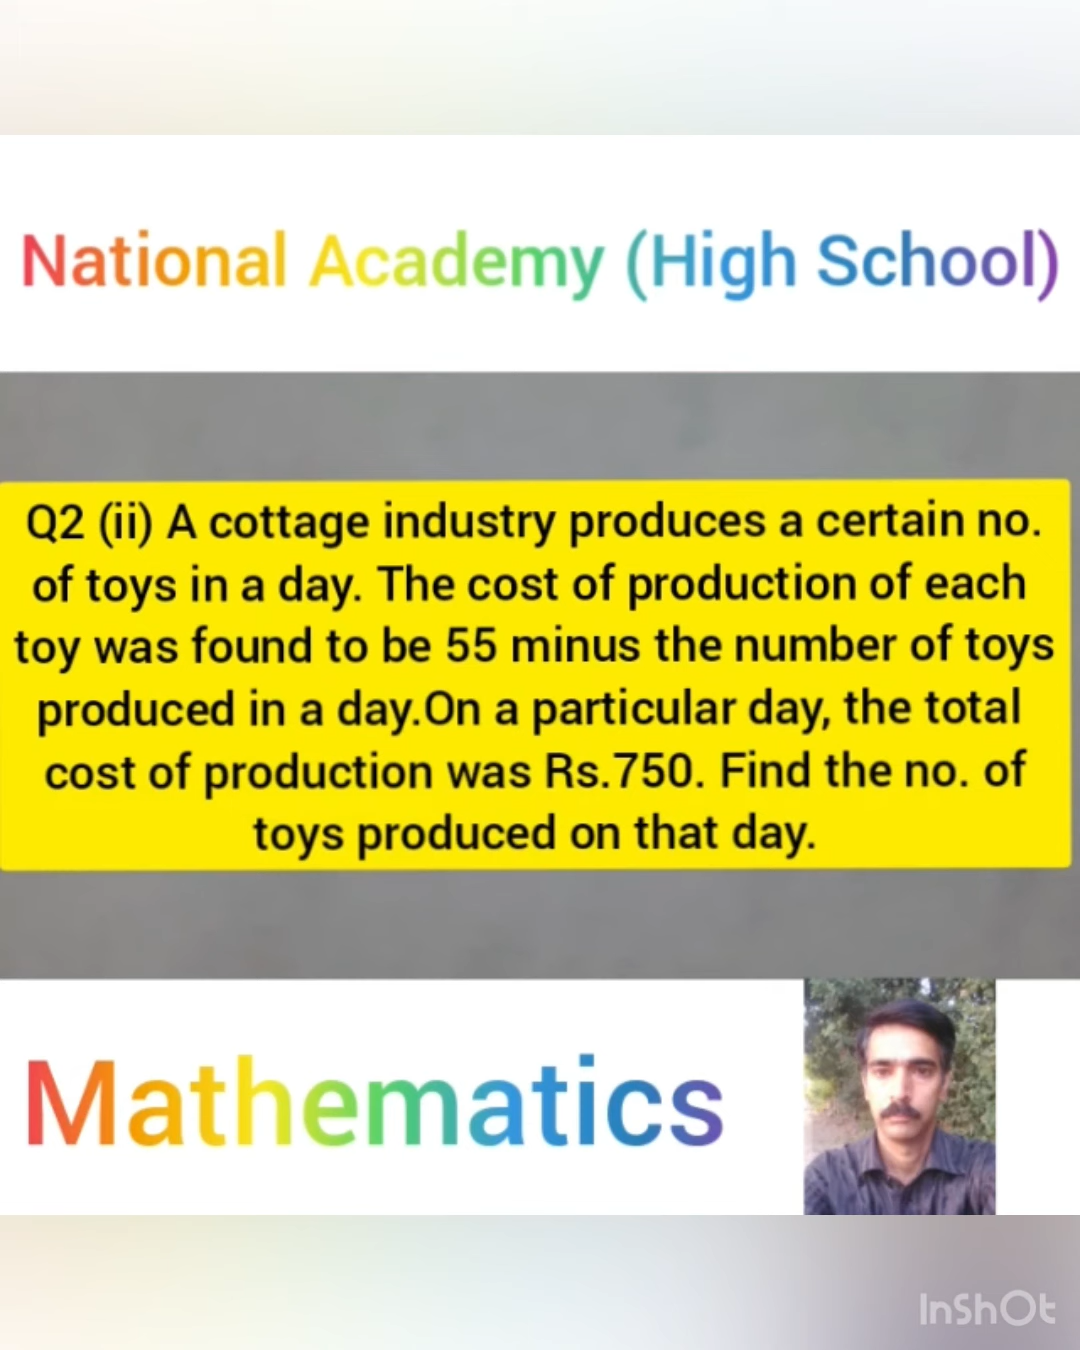 National Academy (High School)
Q2 (ii) A cottage industry produces a certain no.
of toys in a day. The cost of production of each
toy was found to be 55 minus the number of toys
produced in a day.On a particular day, the total
cost of production was Rs.750. Find the no. of
toys produced on that day.
Mathematics
InShOt